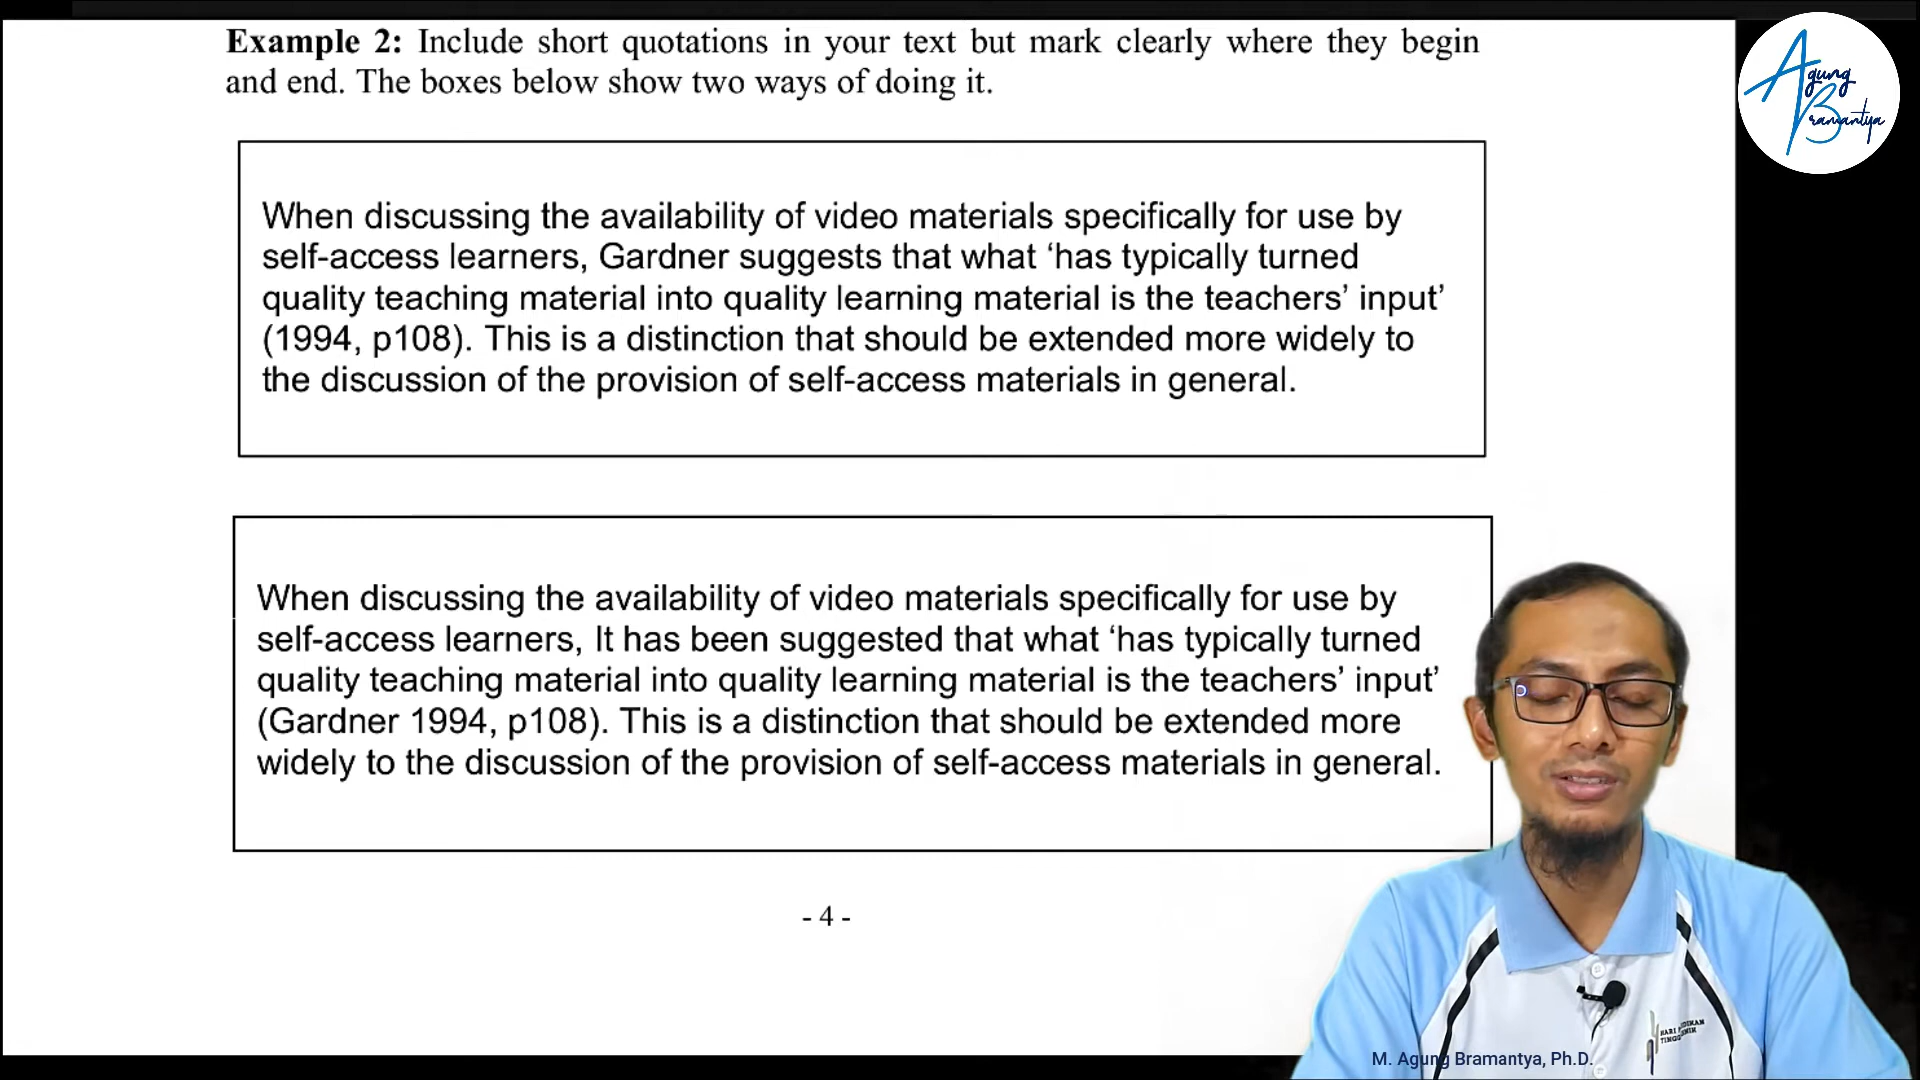 Example 2: Include short quotations in your text but mark clearly where they begin
and end. The boxes below show two ways of doing it.
Agung
Bramantya
When discussing the availability of video materials specifically for use by
self-access learners, Gardner suggests that what ‘has typically turned
quality teaching material into quality learning material is the teachers’ input’
(1994, p108). This is a distinction that should be extended more widely to
the discussion of the provision of self-access materials in general.
When discussing the availability of video materials specifically for use by
self-access learners, It has been suggested that what ‘has typically turned
quality teaching material into quality learning material is the teachers’ input’
(Gardner 1994, p108). This is a distinction that should be extended more
widely to the discussion of the provision of self-access materials in general.
- 4 -
HARI
M. Agung Bramantya, Ph.D.